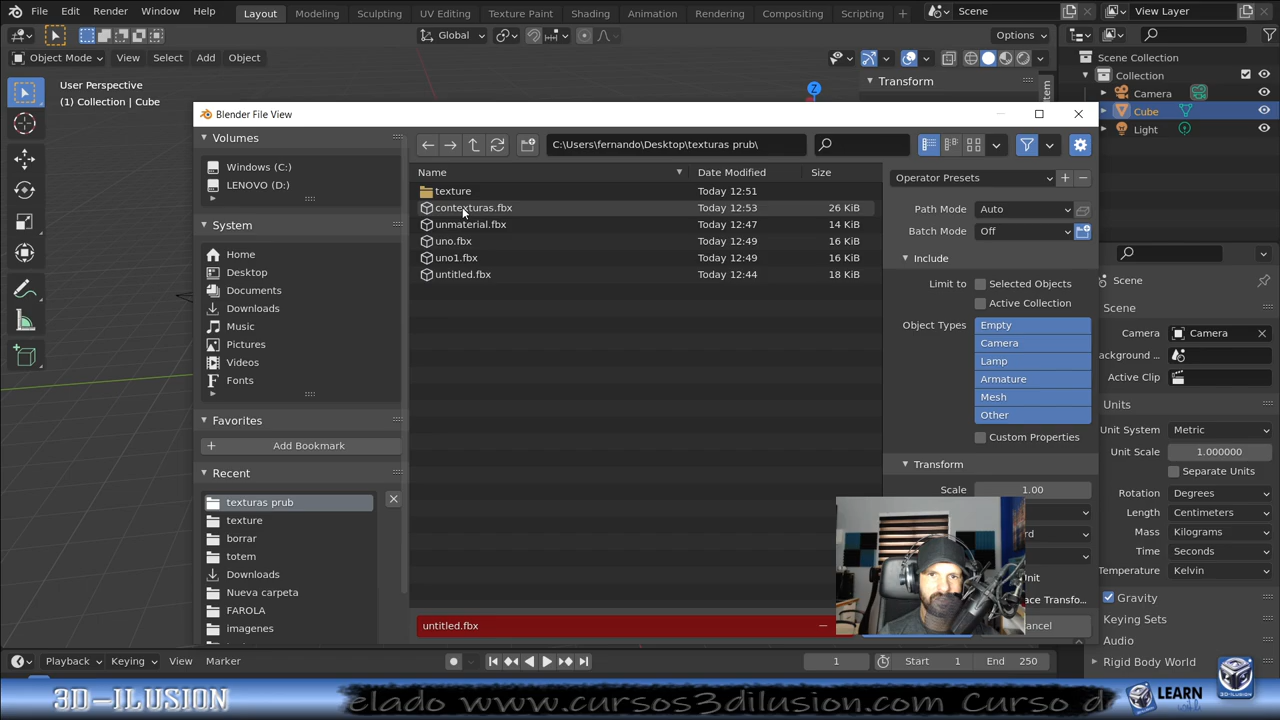 File Edit Render Window Help Layout Modeling Sculpting UV Editing Texture Paint Shading Animation Rendering Compositing Scripting + Scene View Layer
Global Options
Object Mode View Select Add Object
User Perspective
(1) Collection | Cube
Z
Transform
Scene Collection
Collection
Camera
Cube
Light
Blender File View
Volumes
Windows (C:)
LENOVO (D:)
System
Home
Desktop
Documents
Downloads
Music
Pictures
Videos
Fonts
Favorites
Add Bookmark
Recent
texturas prub
texture
borrar
totem
Downloads
Nueva carpeta
FAROLA
imagenes
C:\Users\fernando\Desktop\texturas prub\
Name Date Modified Size
texture Today 12:51
contexturas.fbx Today 12:53 26 KiB
unmaterial.fbx Today 12:47 14 KiB
uno.fbx Today 12:49 16 KiB
uno1.fbx Today 12:49 16 KiB
untitled.fbx Today 12:44 18 KiB
untitled.fbx
Operator Presets
Path Mode Auto
Batch Mode Off
Include
Limit to Selected Objects
Active Collection
Object Types Empty
Camera
Lamp
Armature
Mesh
Other
Custom Properties
Transform
Scale 1.00
Scene
Scene
Camera Camera
ackground ...
Active Clip
Units
Unit System Metric
Unit Scale 1.000000
Separate Units
Rotation Degrees
Length Centimeters
Mass Kilograms
Time Seconds
Temperature Kelvin
Gravity
Keying Sets
Audio
Rigid Body World
Playback Keying View Marker 1 Start 1 End 250
3D-ILUSION
elado www.cursos3dilusion.com Curso d
LEARN
3D-ILUSION